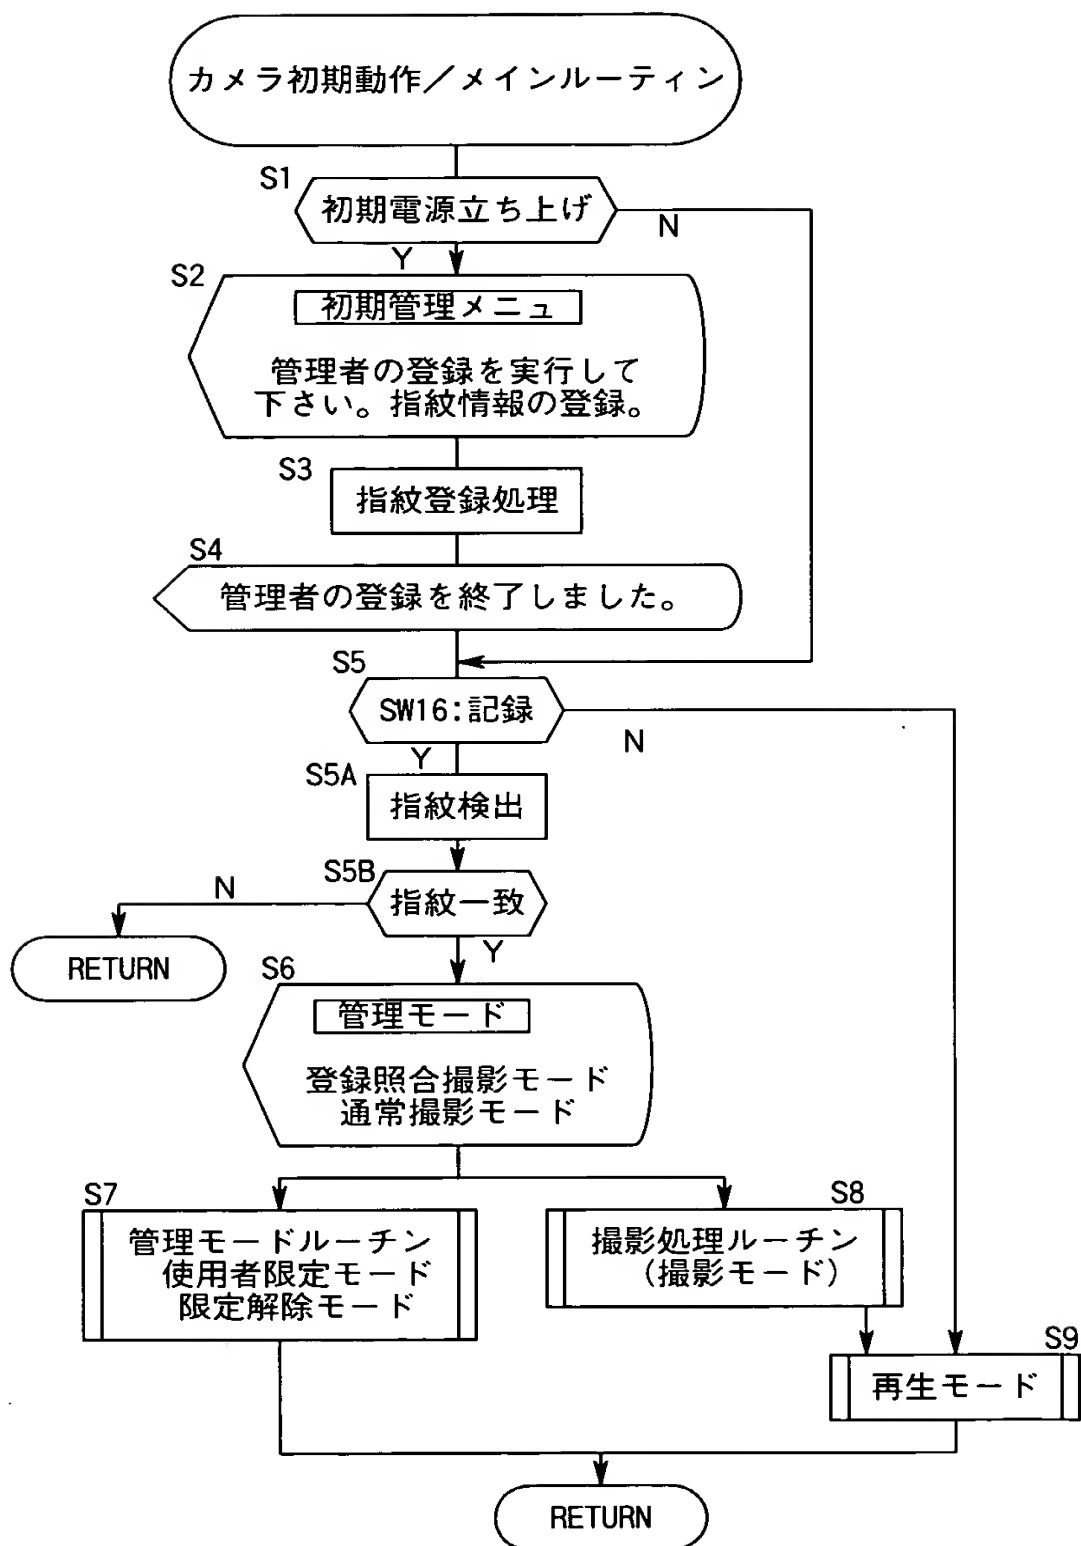 カメラ初期動作／メインルーティン
S1
初期電源立ち上げ
N
Y
S2
初期管理メニュ
管理者の登録を実行して
下さい。指紋情報の登録。
S3
指紋登録処理
S4
管理者の登録を終了しました。
S5
SW16:記録
N
Y
S5A
指紋検出
S5B
指紋一致
N
Y
RETURN
S6
管理モード
登録照合撮影モード
通常撮影モード
S7
管理モードルーチン
使用者限定モード
限定解除モード
S8
撮影処理ルーチン
（撮影モード）
S9
再生モード
RETURN